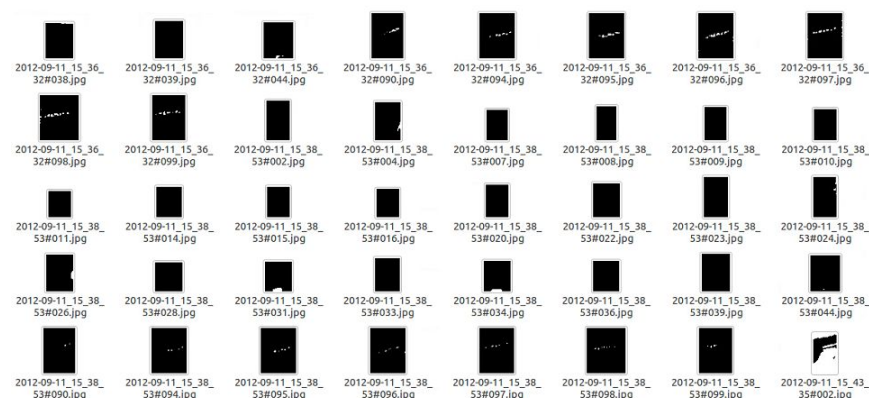 2012-09-11_15_36_ 2012-09-11_15_36_ 2012-09-11_15_36_ 2012-09-11_15_36_ 2012-09-11_15_36_ 2012-09-11_15_36_ 2012-09-11_15_36_ 2012-09-11_15_36_
32#038.jpg 32#039.jpg 32#044.jpg 32#090.jpg 32#094.jpg 32#095.jpg 32#096.jpg 32#097.jpg
2012-09-11_15_36_ 2012-09-11_15_36_ 2012-09-11_15_38_ 2012-09-11_15_38_ 2012-09-11_15_38_ 2012-09-11_15_38_ 2012-09-11_15_38_ 2012-09-11_15_38_
32#098.jpg 32#099.jpg 53#002.jpg 53#004.jpg 53#007.jpg 53#008.jpg 53#009.jpg 53#010.jpg
2012-09-11_15_38_ 2012-09-11_15_38_ 2012-09-11_15_38_ 2012-09-11_15_38_ 2012-09-11_15_38_ 2012-09-11_15_38_ 2012-09-11_15_38_ 2012-09-11_15_38_
53#011.jpg 53#014.jpg 53#015.jpg 53#016.jpg 53#020.jpg 53#022.jpg 53#023.jpg 53#024.jpg
2012-09-11_15_38_ 2012-09-11_15_38_ 2012-09-11_15_38_ 2012-09-11_15_38_ 2012-09-11_15_38_ 2012-09-11_15_38_ 2012-09-11_15_38_ 2012-09-11_15_38_
53#026.jpg 53#028.jpg 53#031.jpg 53#033.jpg 53#034.jpg 53#036.jpg 53#039.jpg 53#044.jpg
2012-09-11_15_38_ 2012-09-11_15_38_ 2012-09-11_15_38_ 2012-09-11_15_38_ 2012-09-11_15_38_ 2012-09-11_15_38_ 2012-09-11_15_38_ 2012-09-11_15_43_
53#090.jpg 53#094.jpg 53#095.jpg 53#096.jpg 53#097.jpg 53#098.jpg 53#099.jpg 35#002.jpg